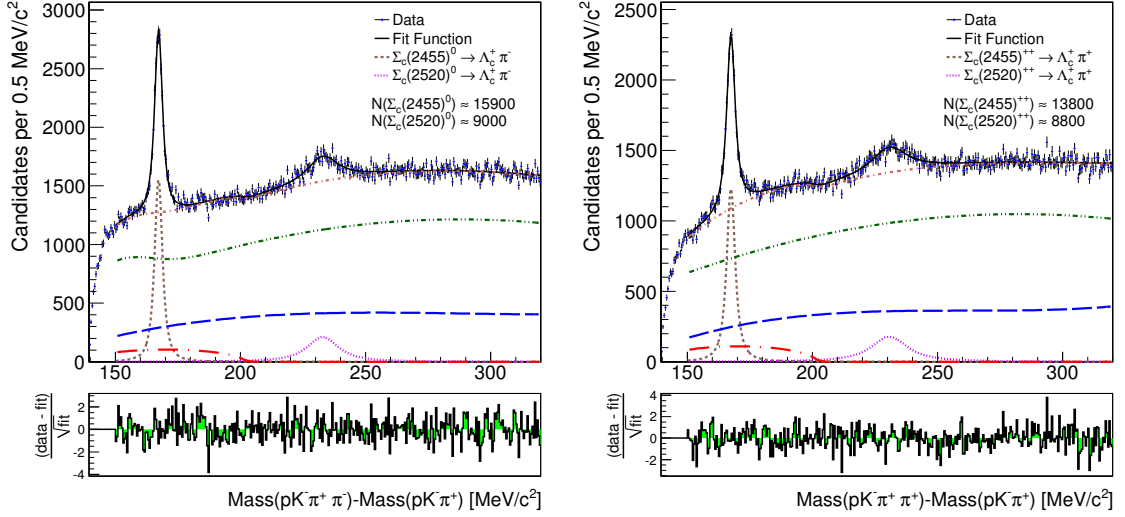 Candidates per 0.5 MeV/c²
3000
2500
2000
1500
1000
500
0
Data
Fit Function
Σc(2455)⁰ → Λc⁺ π⁻
Σc(2520)⁰ → Λc⁺ π⁻
N(Σc(2455)⁰) ≈ 15900
N(Σc(2520)⁰) ≈ 9000
150 200 250 300
(data - fit)
√fit
2
0
-2
-4
Mass(pK⁻π⁺ π⁻)-Mass(pK⁻π⁺) [MeV/c²]
Candidates per 0.5 MeV/c²
2500
2000
1500
1000
500
0
Data
Fit Function
Σc(2455)⁺⁺ → Λc⁺ π⁺
Σc(2520)⁺⁺ → Λc⁺ π⁺
N(Σc(2455)⁺⁺) ≈ 13800
N(Σc(2520)⁺⁺) ≈ 8800
150 200 250 300
(data - fit)
√fit
4
2
0
-2
Mass(pK⁻π⁺ π⁺)-Mass(pK⁻π⁺) [MeV/c²]